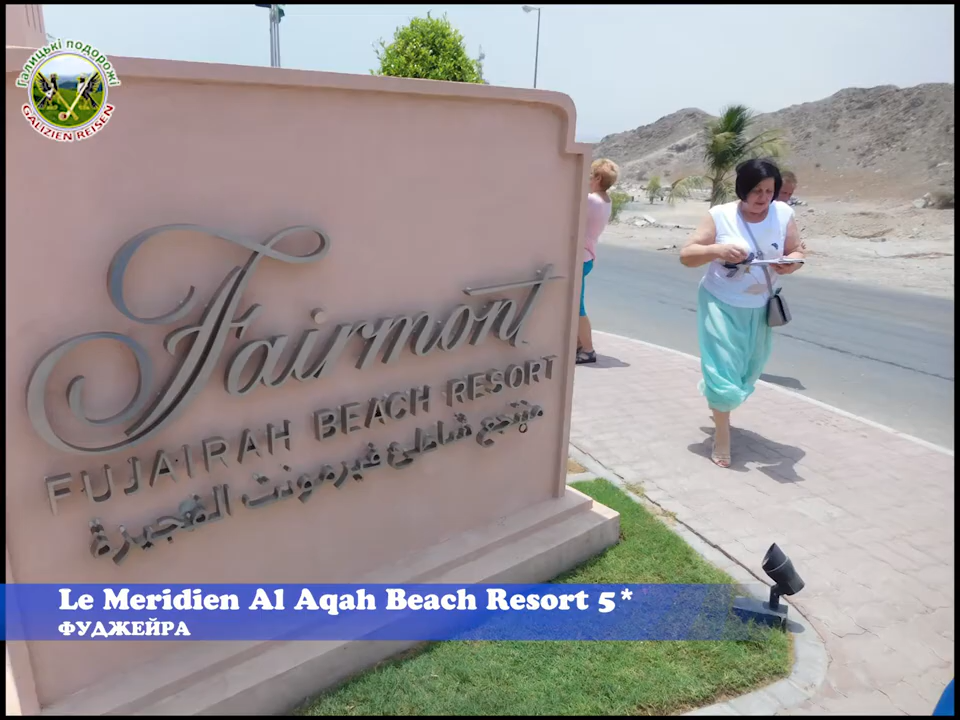 Галицькі подорожі
GALIZIEN REISEN
Fairmont
FUJAIRAH BEACH RESORT
منتجع شاطئ فيرمونت الفجيرة
Le Meridien Al Aqah Beach Resort 5*
ФУДЖЕЙРА